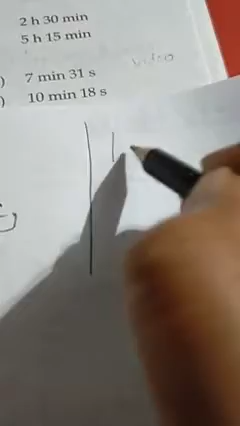 2 h 30 min
5 h 15 min
) 7 min 31 s
) 10 min 18 s